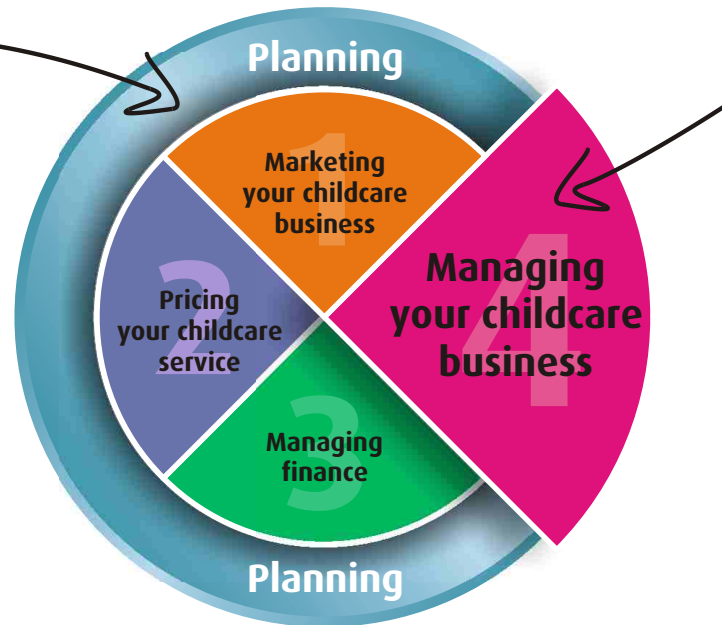 Planning
1
Marketing
your childcare
business
2
Pricing
your childcare
service
3
Managing
finance
4
Managing
your childcare
business
Planning